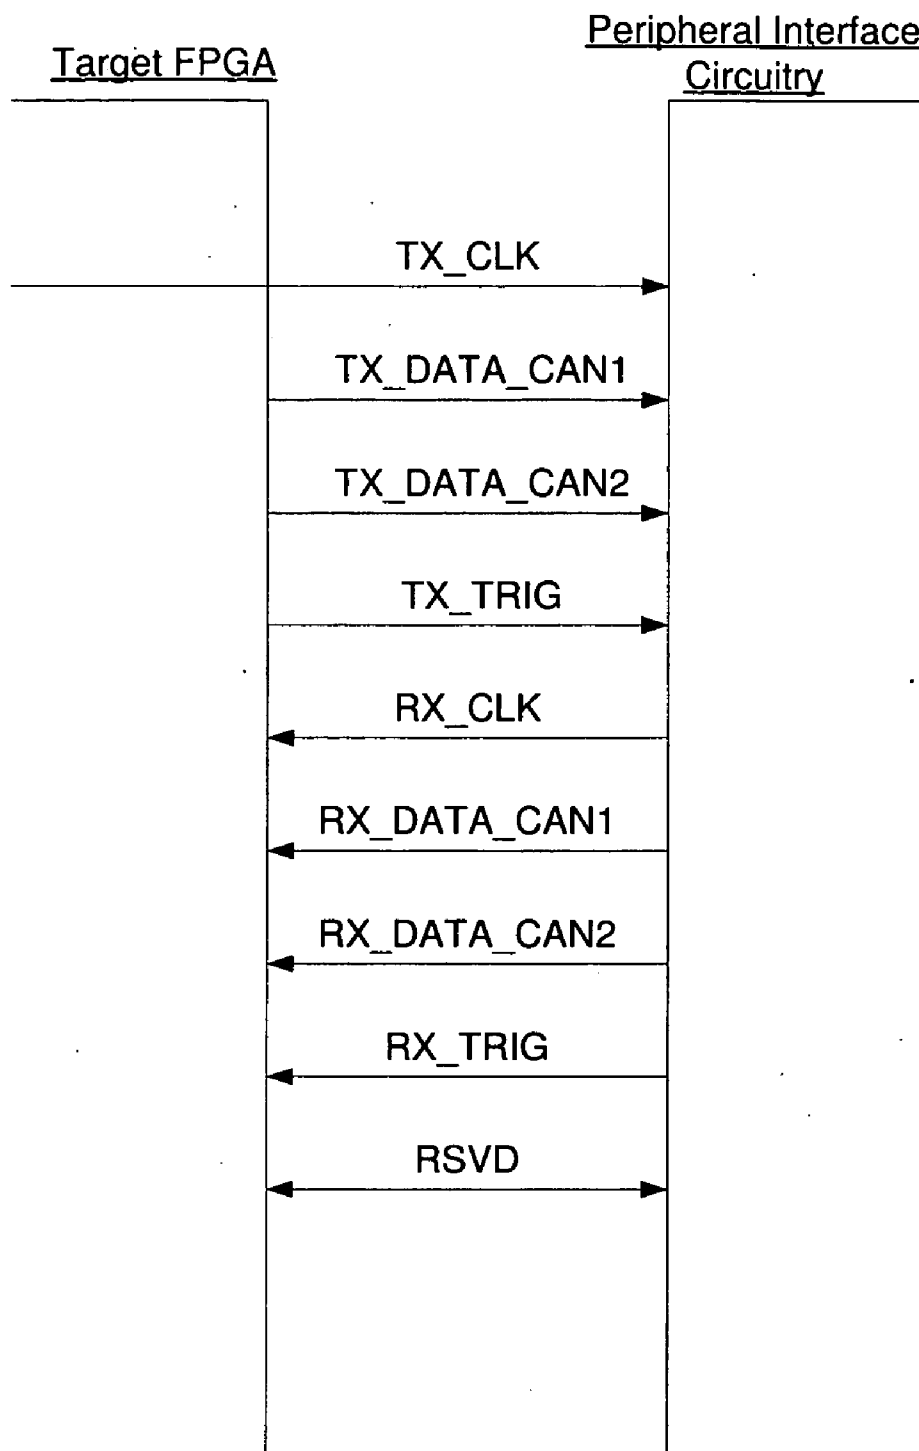 Target FPGA
Peripheral Interface
Circuitry
TX_CLK
TX_DATA_CAN1
TX_DATA_CAN2
TX_TRIG
RX_CLK
RX_DATA_CAN1
RX_DATA_CAN2
RX_TRIG
RSVD